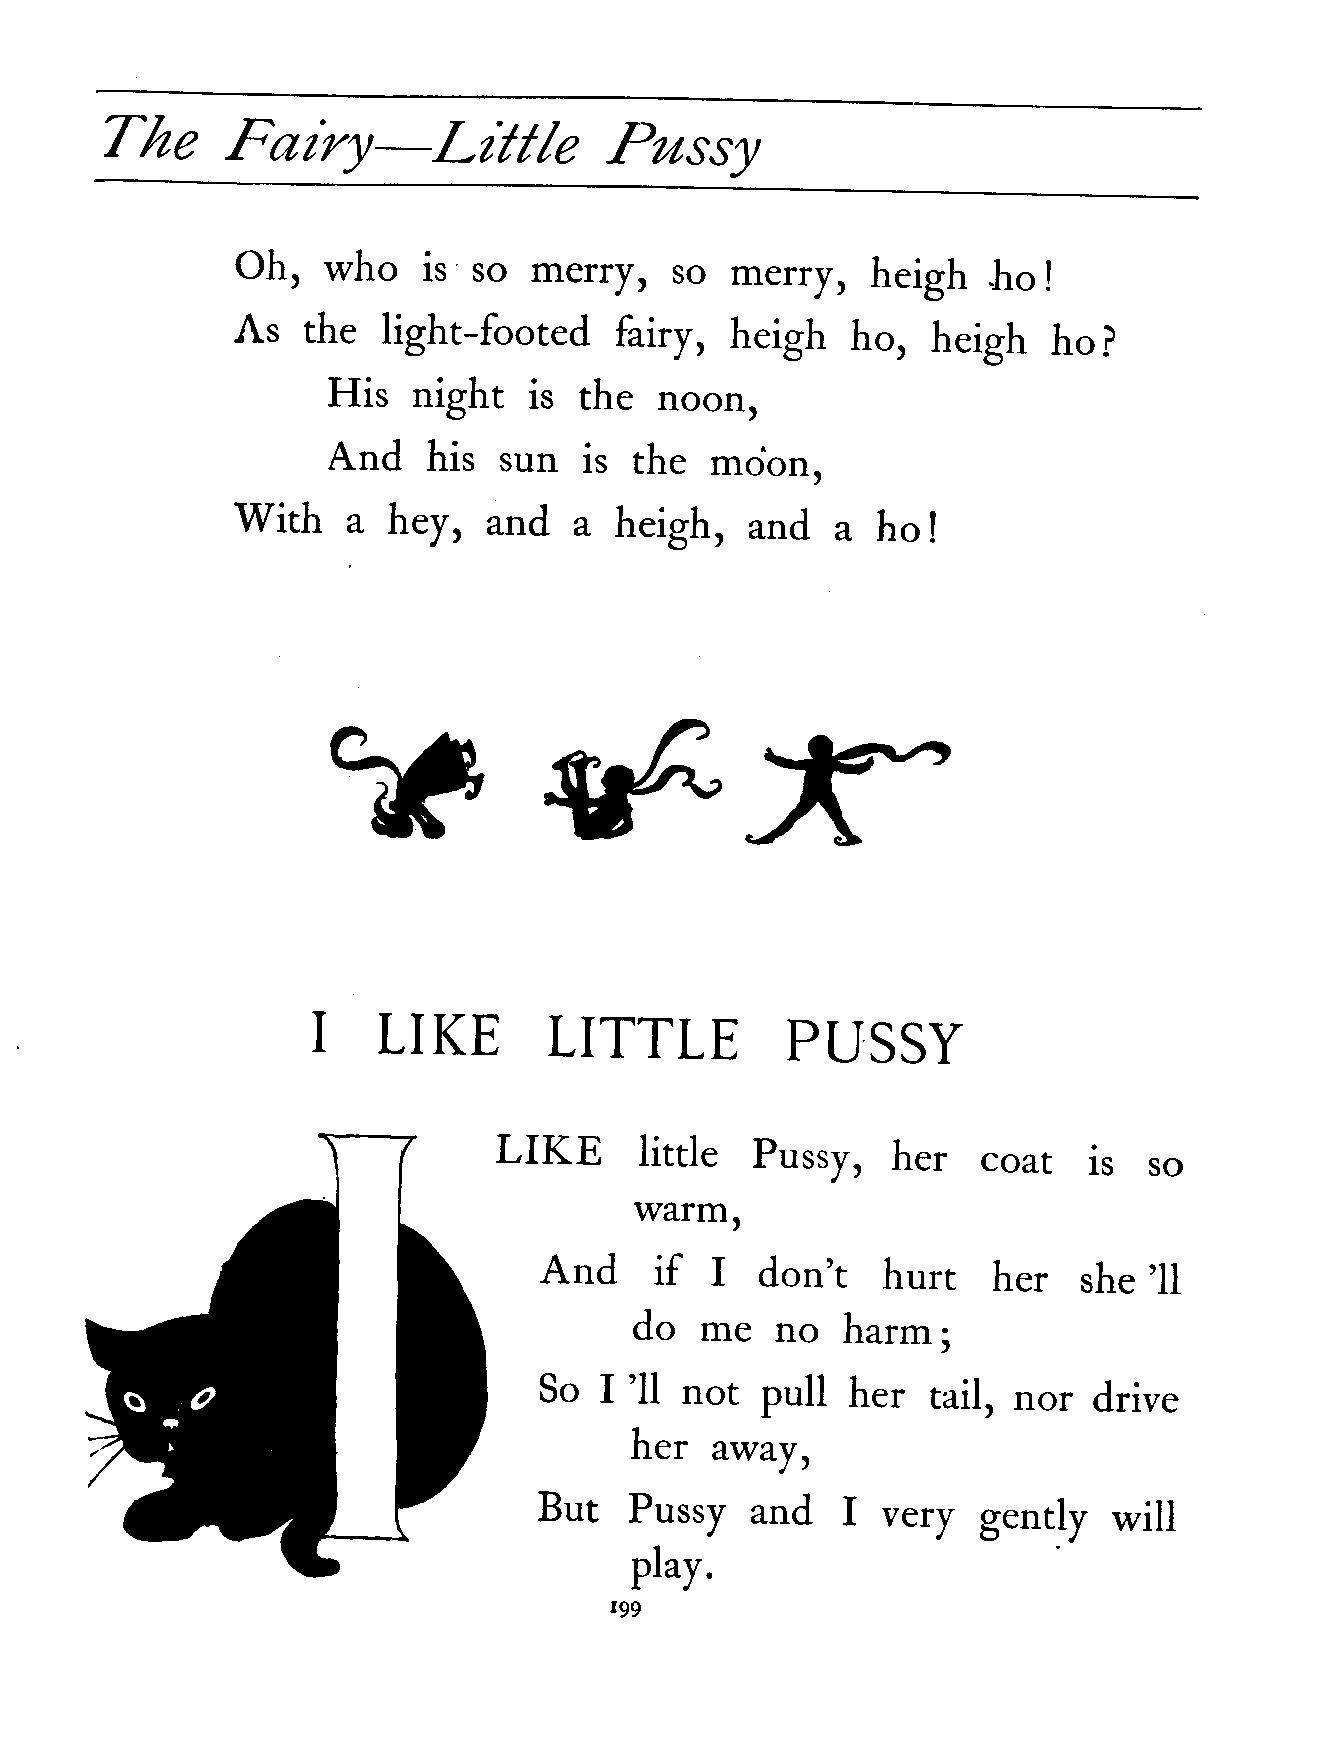 The Fairy—Little Pussy
Oh, who is so merry, so merry, heigh ho!
As the light-footed fairy, heigh ho, heigh ho?
His night is the noon,
And his sun is the moon,
With a hey, and a heigh, and a ho!
I LIKE LITTLE PUSSY
I LIKE little Pussy, her coat is so
warm,
And if I don't hurt her she 'll
do me no harm;
So I 'll not pull her tail, nor drive
her away,
But Pussy and I very gently will
play.
199